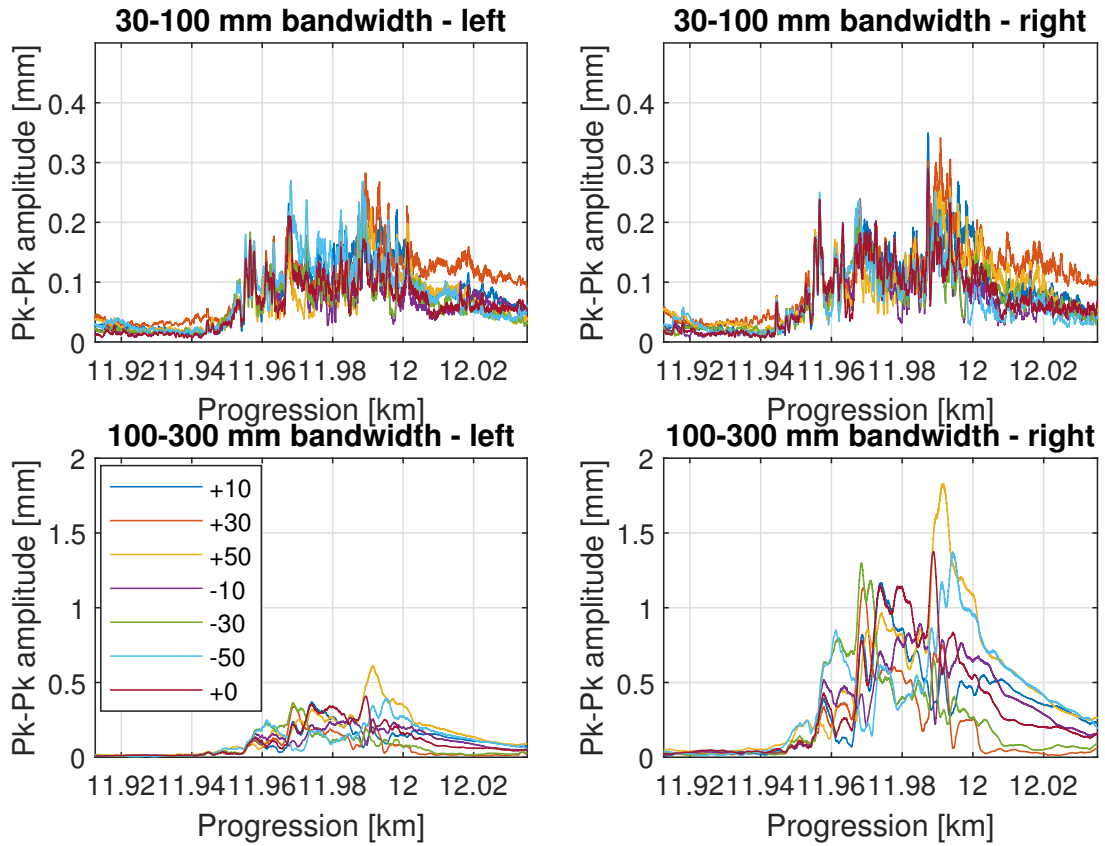 30-100 mm bandwidth - left
Pk-Pk amplitude [mm]
0.4
0.3
0.2
0.1
0
11.92 11.94 11.96 11.98 12 12.02
Progression [km]
30-100 mm bandwidth - right
Pk-Pk amplitude [mm]
0.4
0.3
0.2
0.1
0
11.92 11.94 11.96 11.98 12 12.02
Progression [km]
100-300 mm bandwidth - left
Pk-Pk amplitude [mm]
2
1.5
1
0.5
0
+10
+30
+50
-10
-30
-50
+0
11.92 11.94 11.96 11.98 12 12.02
Progression [km]
100-300 mm bandwidth - right
Pk-Pk amplitude [mm]
2
1.5
1
0.5
0
11.92 11.94 11.96 11.98 12 12.02
Progression [km]